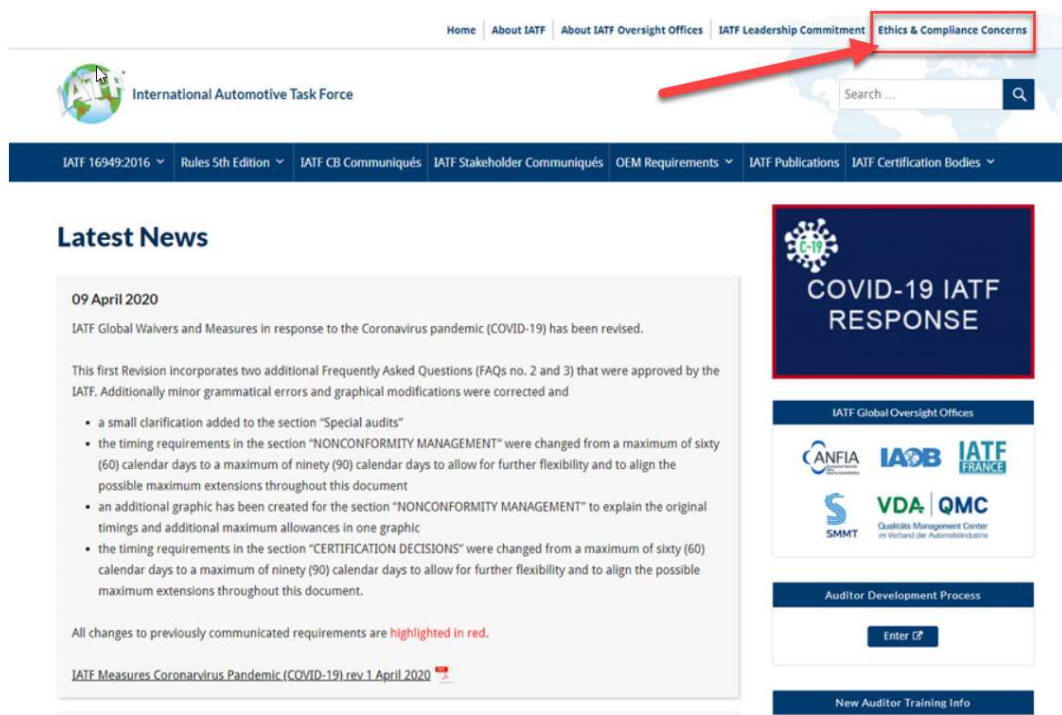 Home About IATF About IATF Oversight Offices IATF Leadership Commitment Ethics & Compliance Concerns
IATF
International Automotive Task Force
Search ...
IATF 16949:2016 Rules 5th Edition IATF CB Communiqués IATF Stakeholder Communiqués OEM Requirements IATF Publications IATF Certification Bodies
Latest News
09 April 2020
IATF Global Waivers and Measures in response to the Coronavirus pandemic (COVID-19) has been revised.
This first Revision incorporates two additional Frequently Asked Questions (FAQs no. 2 and 3) that were approved by the
IATF. Additionally minor grammatical errors and graphical modifications were corrected and
• a small clarification added to the section "Special audits"
• the timing requirements in the section "NONCONFORMITY MANAGEMENT" were changed from a maximum of sixty
(60) calendar days to a maximum of ninety (90) calendar days to allow for further flexibility and to align the
possible maximum extensions throughout this document
• an additional graphic has been created for the section "NONCONFORMITY MANAGEMENT" to explain the original
timings and additional maximum allowances in one graphic
• the timing requirements in the section "CERTIFICATION DECISIONS" were changed from a maximum of sixty (60)
calendar days to a maximum of ninety (90) calendar days to allow for further flexibility and to align the possible
maximum extensions throughout this document.
All changes to previously communicated requirements are highlighted in red.
IATF Measures Coronarvirus Pandemic (COVID-19) rev 1 April 2020
C-19
COVID-19 IATF
RESPONSE
IATF Global Oversight Offices
ANFIA IAOB IATF
FRANCE
SMMT
VDA QMC
Qualitäts Management Center
im Verband der Automobilindustrie
Auditor Development Process
Enter
New Auditor Training Info